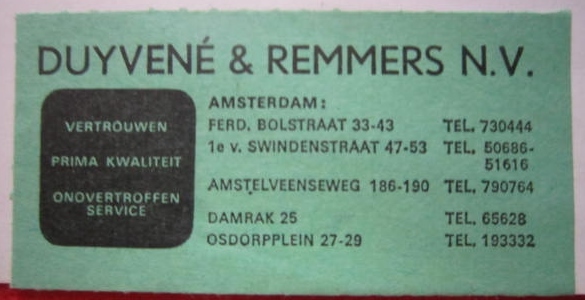 DUYVENÉ & REMMERS N.V.
VERTROUWEN
PRIMA KWALITEIT
ONOVERTROFFEN
SERVICE
AMSTERDAM:
FERD. BOLSTRAAT 33-43 TEL. 730444
1e v. SWINDENSTRAAT 47-53 TEL. 50686-
51616
AMSTELVEENSEWEG 186-190 TEL. 790764
DAMRAK 25 TEL. 65628
OSDORPPLEIN 27-29 TEL. 193332